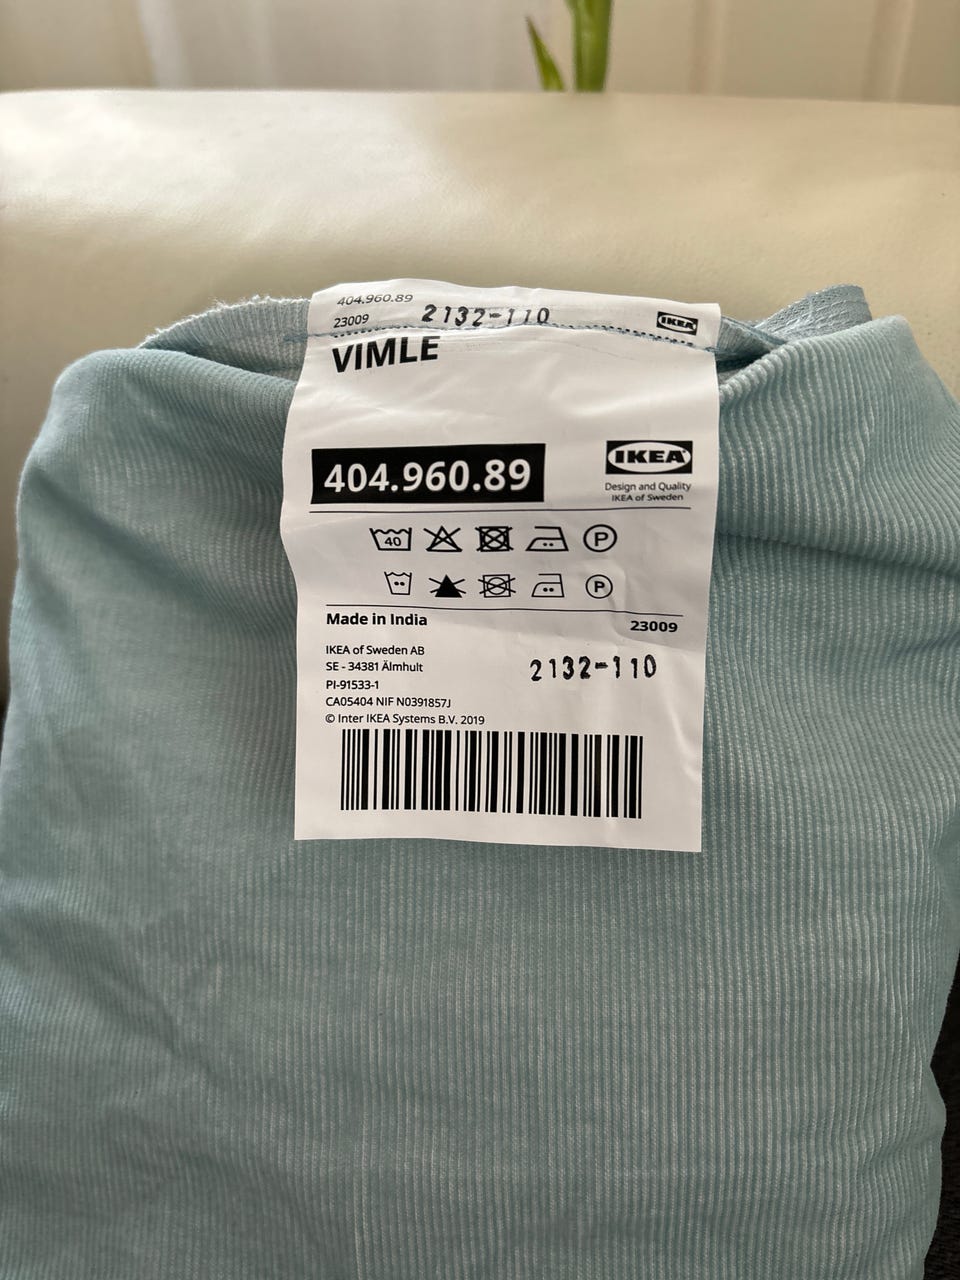 404.960.89
23009 2132-110 IKEA
VIMLE
404.960.89
IKEA
Design and Quality
IKEA of Sweden
40 P
P
Made in India
23009
IKEA of Sweden AB
SE - 34381 Älmhult
2132-110
PI-91533-1
CA05404 NIF N0391857J
© Inter IKEA Systems B.V. 2019